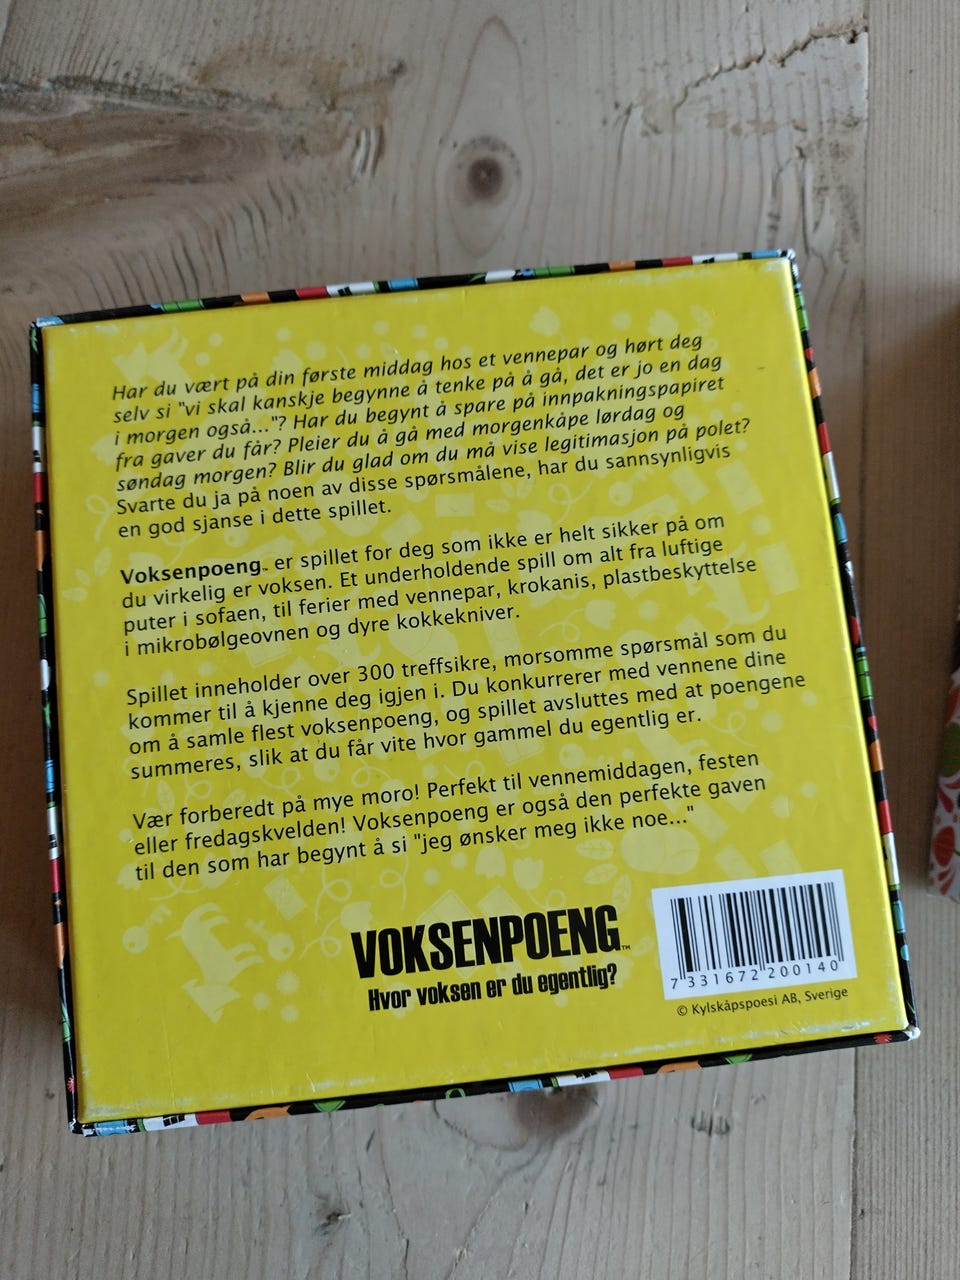 Har du vært på din første middag hos et vennepar og hørt deg
selv si "vi skal kanskje begynne å tenke på å gå, det er jo en dag
i morgen også..."? Har du begynt å spare på innpakningspapiret
fra gaver du får? Pleier du å gå med morgenkåpe lørdag og
søndag morgen? Blir du glad om du må vise legitimasjon på polet?
Svarte du ja på noen av disse spørsmålene, har du sannsynligvis
en god sjanse i dette spillet.
Voksenpoeng™ er spillet for deg som ikke er helt sikker på om
du virkelig er voksen. Et underholdende spill om alt fra luftige
puter i sofaen, til ferier med vennepar, krokanis, plastbeskyttelse
i mikrobølgeovnen og dyre kokkekniver.
Spillet inneholder over 300 treffsikre, morsomme spørsmål som du
kommer til å kjenne deg igjen i. Du konkurrerer med vennene dine
om å samle flest voksenpoeng, og spillet avsluttes med at poengene
summeres, slik at du får vite hvor gammel du egentlig er.
Vær forberedt på mye moro! Perfekt til vennemiddagen, festen
eller fredagskvelden! Voksenpoeng er også den perfekte gaven
til den som har begynt å si "jeg ønsker meg ikke noe..."
VOKSENPOENG™
Hvor voksen er du egentlig?
7 331672 200140
© Kylskåpspoesi AB, Sverige